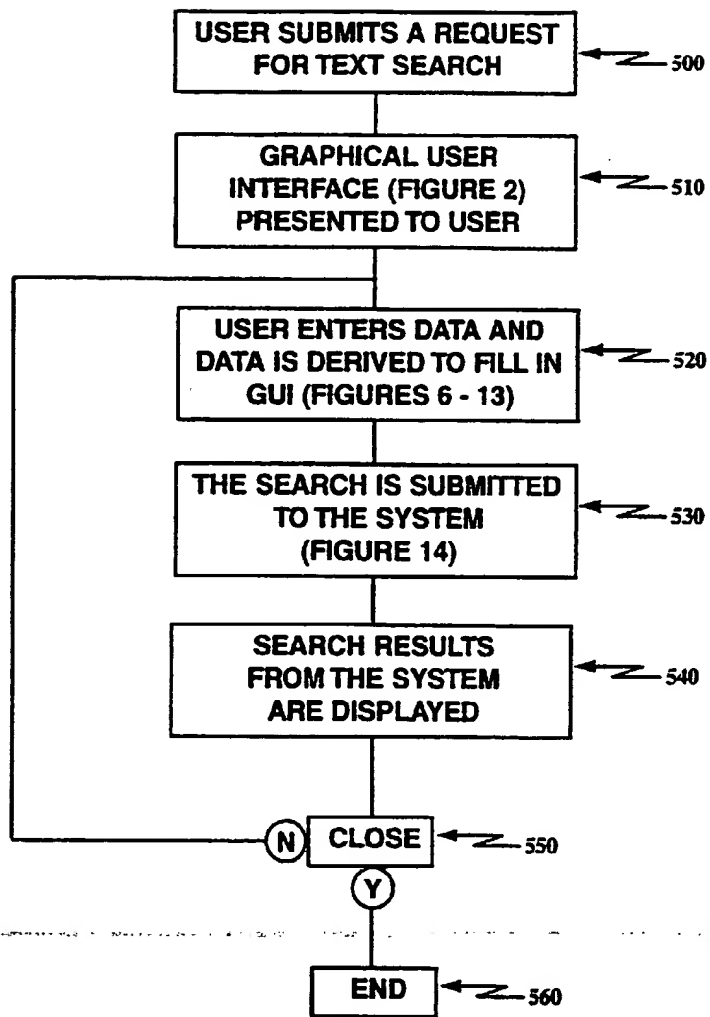 USER SUBMITS A REQUEST
FOR TEXT SEARCH
500
GRAPHICAL USER
INTERFACE (FIGURE 2)
PRESENTED TO USER
510
USER ENTERS DATA AND
DATA IS DERIVED TO FILL IN
GUI (FIGURES 6 - 13)
520
THE SEARCH IS SUBMITTED
TO THE SYSTEM
(FIGURE 14)
530
SEARCH RESULTS
FROM THE SYSTEM
ARE DISPLAYED
540
N
CLOSE
550
Y
END
560